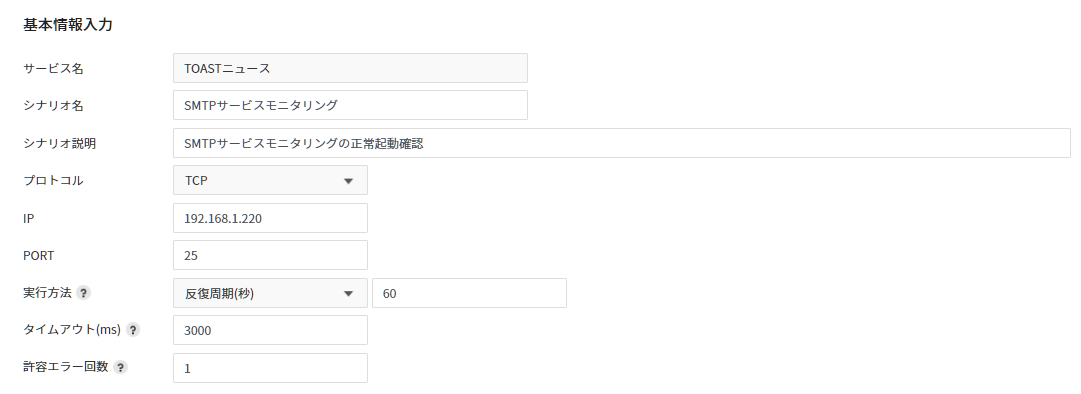 基本情報入力
サービス名 TOASTニュース
シナリオ名 SMTPサービスモニタリング
シナリオ説明 SMTPサービスモニタリングの正常起動確認
プロトコル TCP
IP 192.168.1.220
PORT 25
実行方法 ? 反復周期(秒) 60
タイムアウト(ms) ? 3000
許容エラー回数 ? 1